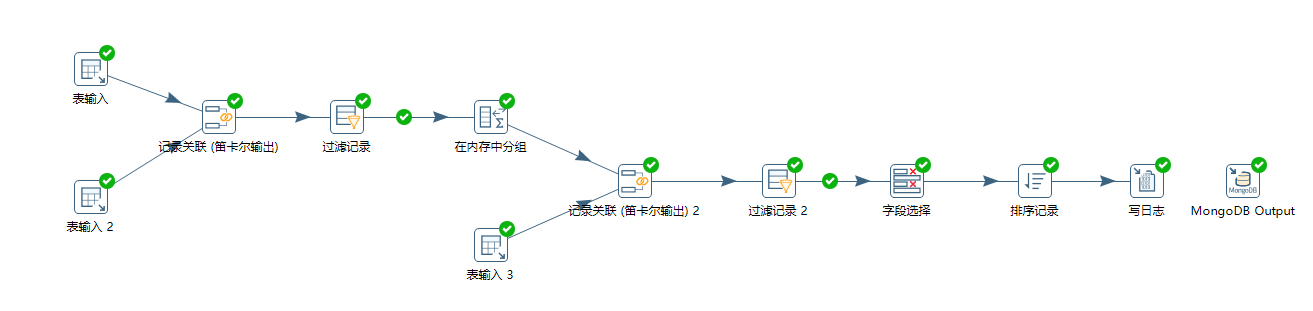 表输入
记录关联 (笛卡尔输出)
过滤记录
在内存中分组
表输入 2
记录关联 (笛卡尔输出) 2
过滤记录 2
字段选择
排序记录
写日志
MongoDB
MongoDB Output
表输入 3